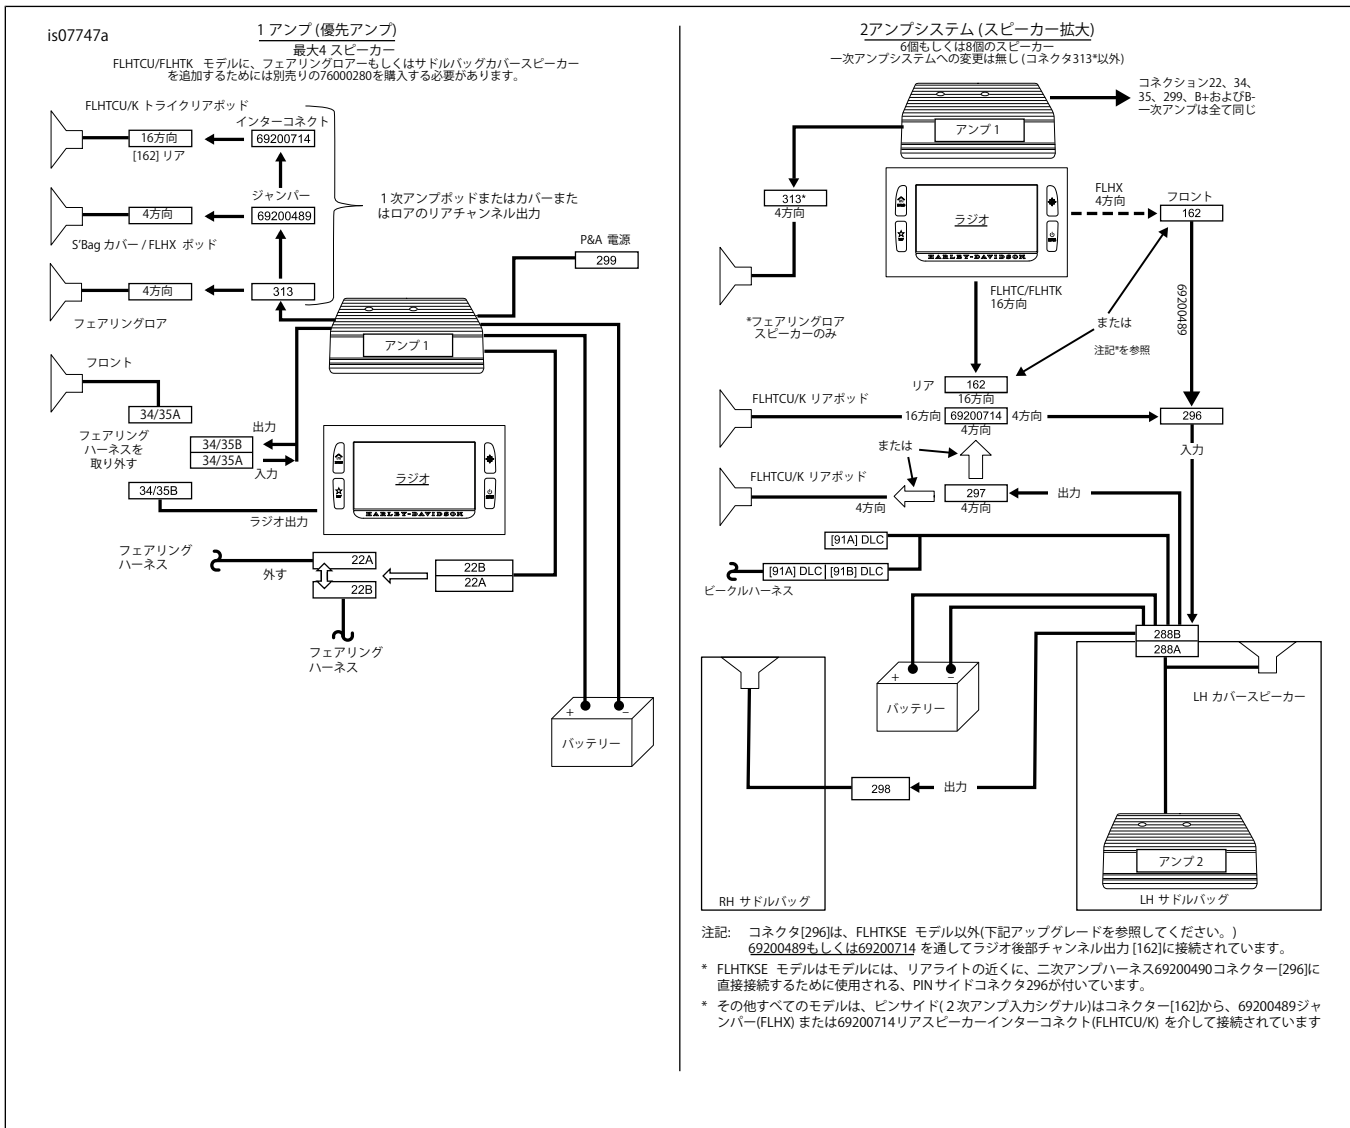 is07747a
1 アンプ (優先アンプ)
最大4 スピーカー
FLHTCU/FLHTK モデルに、フェアリングロアーもしくはサドルバッグカバースピーカー
を追加するためには別売りの76000280を購入する必要があります。
FLHTCU/K トライクリアポッド
インターコネクト
16方向
69200714
[162] リア
ジャンパー
4方向
69200489
1 次アンプポッドまたはカバーまた
はロアのリアチャンネル出力
S'Bag カバー / FLHX ポッド
P&A 電源
299
4方向
313
フェアリングロア
アンプ 1
フロント
34/35A
フェアリング
ハーネスを
取り外す
出力
34/35B
34/35A
入力
ラジオ
HARLEY-DAVIDSON
34/35B
ラジオ出力
フェアリング
ハーネス
外す
22A
22B
22B
22A
フェアリング
ハーネス
+
−
バッテリー
2アンプシステム (スピーカー拡大)
6個もしくは8個のスピーカー
一次アンプシステムへの変更は無し (コネクタ313*以外)
コネクション22、34、
35、299、B+およびB-
一次アンプは全て同じ
アンプ 1
313*
4方向
ラジオ
HARLEY-DAVIDSON
FLHX
4方向
フロント
162
FLHTC/FLHTK
16方向
69200489
*フェアリングロア
スピーカーのみ
または
注記*を参照
リア
162
16方向
FLHTCU/K リアポッド
16方向
69200714
4方向
4方向
296
入力
または
FLHTCU/K リアポッド
4方向
297
4方向
出力
[91A] DLC
[91A] DLC
[91B] DLC
ビークルハーネス
288B
288A
+
−
バッテリー
LH カバースピーカー
298
出力
アンプ 2
RH サドルバッグ
LH サドルバッグ
注記: コネクタ[296]は、FLHTKSE モデル以外(下記アップグレードを参照してください。)
69200489もしくは69200714 を通してラジオ後部チャンネル出力 [162]に接続されています。
* FLHTKSE モデルはモデルには、リアライトの近くに、二次アンプハーネス69200490コネクター[296]に
直接接続するために使用される、PINサイドコネクタ296が付いています。
* その他すべてのモデルは、ピンサイド( 2 次アンプ入力シグナル)はコネクター[162]から、69200489ジャ
ンパー(FLHX) または69200714リアスピーカーインターコネクト(FLHTCU/K) を介して接続されています